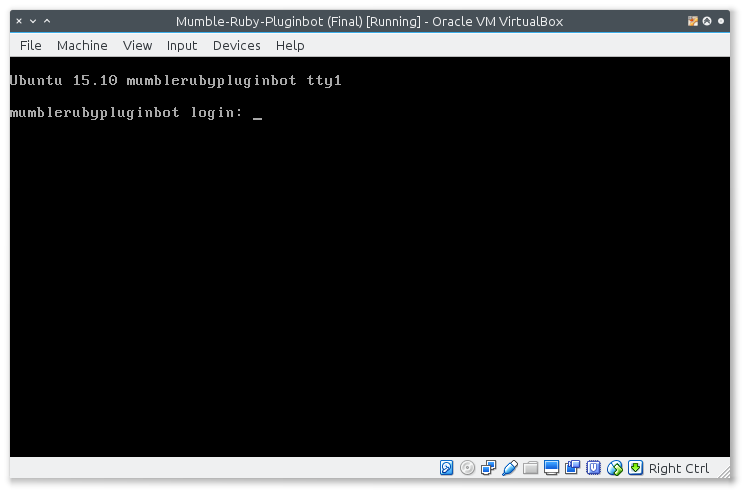 Mumble-Ruby-Pluginbot (Final) [Running] - Oracle VM VirtualBox
File Machine View Input Devices Help
Ubuntu 15.10 mumblerubypluginbot tty1
mumblerubypluginbot login: _
Right Ctrl